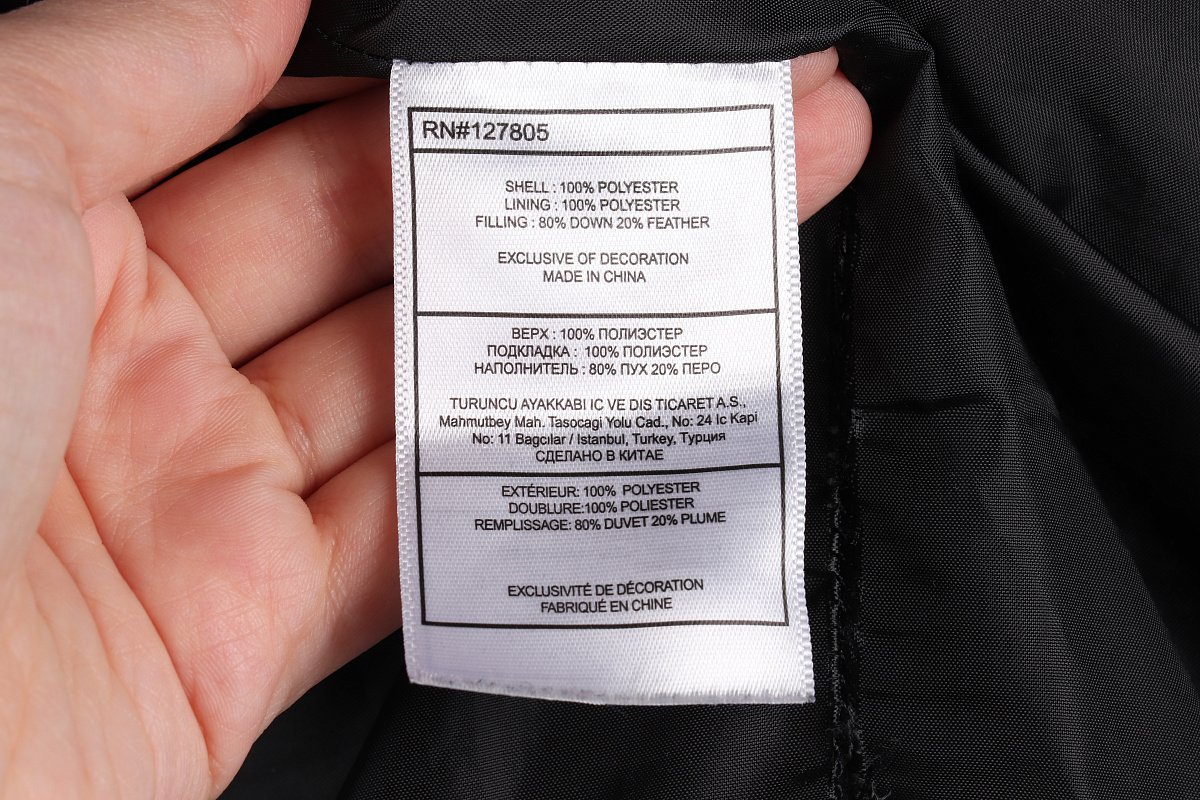 RN#127805
SHELL : 100% POLYESTER
LINING : 100% POLYESTER
FILLING : 80% DOWN 20% FEATHER
EXCLUSIVE OF DECORATION
MADE IN CHINA
ВЕРХ : 100% ПОЛИЭСТЕР
ПОДКЛАДКА : 100% ПОЛИЭСТЕР
НАПОЛНИТЕЛЬ : 80% ПУХ 20% ПЕРО
TURUNCU AYAKKABI IC VE DIS TICARET A.S.,
Mahmutbey Mah. Tasocagi Yolu Cad., No: 24 Ic Kapi
No: 11 Bagcılar / Istanbul, Turkey, Турция
СДЕЛАНО В КИТАЕ
EXTÉRIEUR: 100% POLYESTER
DOUBLURE:100% POLIESTER
REMPLISSAGE: 80% DUVET 20% PLUME
EXCLUSIVITÉ DE DÉCORATION
FABRIQUÉ EN CHINE